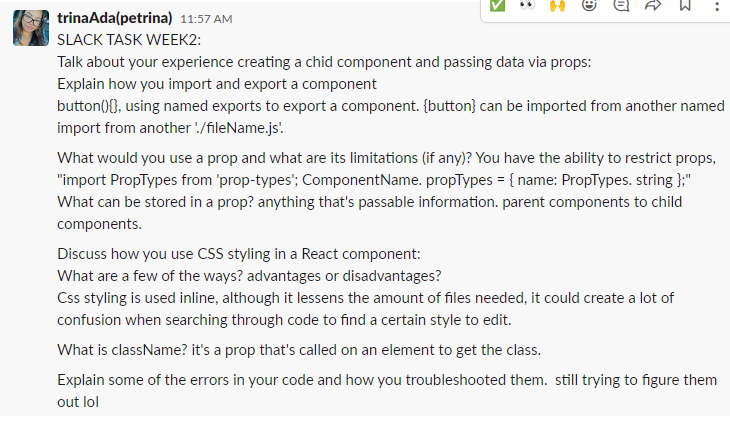 trinaAda(petrina) 11:57 AM
SLACK TASK WEEK2:
Talk about your experience creating a chid component and passing data via props:
Explain how you import and export a component
button(){}, using named exports to export a component. {button} can be imported from another named
import from another './fileName.js'.
What would you use a prop and what are its limitations (if any)? You have the ability to restrict props,
"import PropTypes from 'prop-types'; ComponentName. propTypes = { name: PropTypes. string };"
What can be stored in a prop? anything that's passable information. parent components to child
components.
Discuss how you use CSS styling in a React component:
What are a few of the ways? advantages or disadvantages?
Css styling is used inline, although it lessens the amount of files needed, it could create a lot of
confusion when searching through code to find a certain style to edit.
What is className? it's a prop that's called on an element to get the class.
Explain some of the errors in your code and how you troubleshooted them.  still trying to figure them
out lol